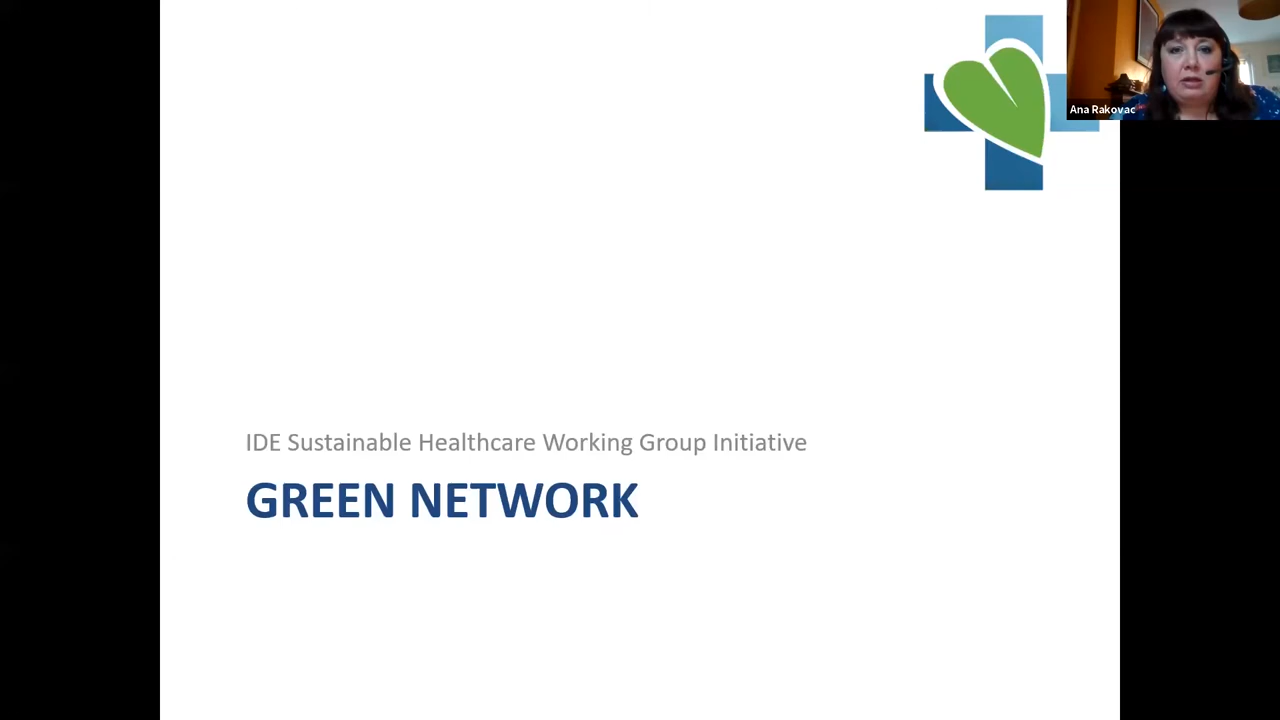 Ana Rakovac
IDE Sustainable Healthcare Working Group Initiative
GREEN NETWORK